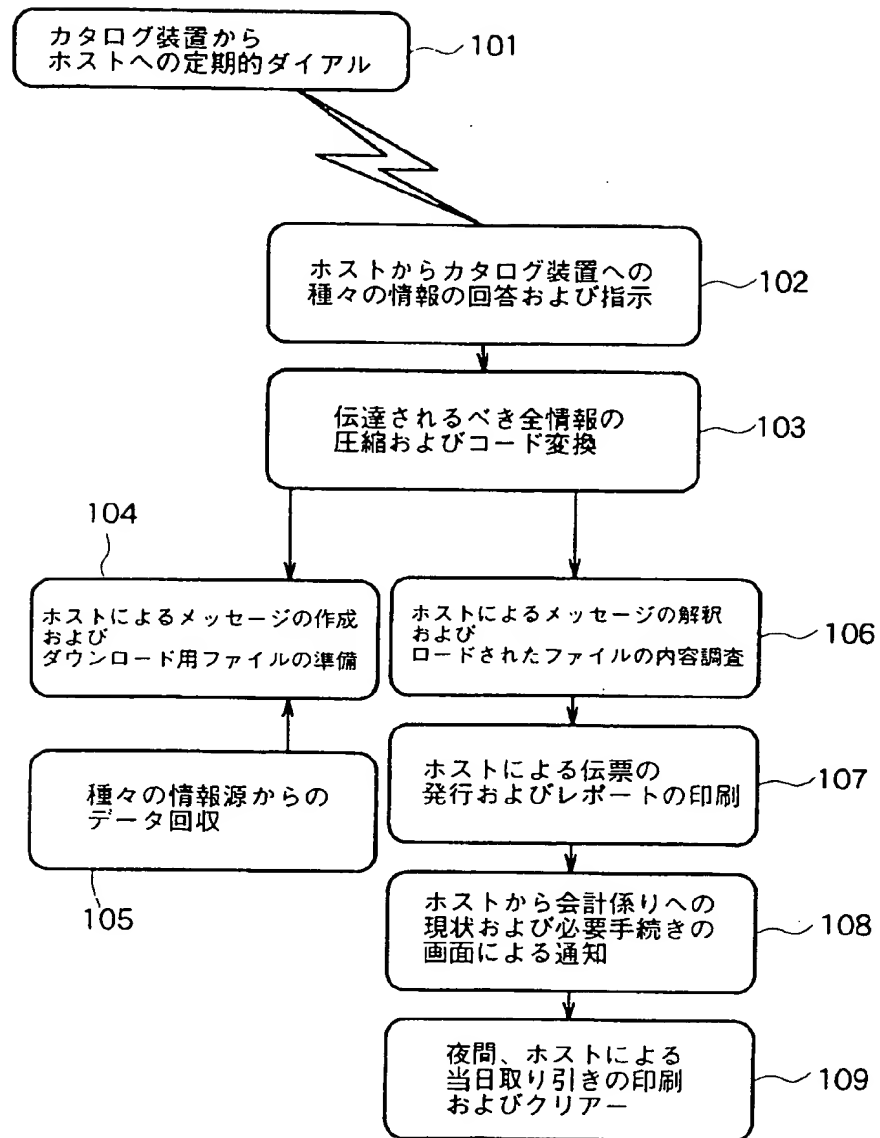 カタログ装置から
ホストへの定期的ダイアル
101
ホストからカタログ装置への
種々の情報の回答および指示
102
伝達されるべき全情報の
圧縮およびコード変換
103
104
ホストによるメッセージの作成
および
ダウンロード用ファイルの準備
ホストによるメッセージの解釈
および
ロードされたファイルの内容調査
106
種々の情報源からの
データ回収
105
ホストによる伝票の
発行およびレポートの印刷
107
ホストから会計係りへの
現状および必要手続きの
画面による通知
108
夜間、ホストによる
当日取り引きの印刷
およびクリアー
109